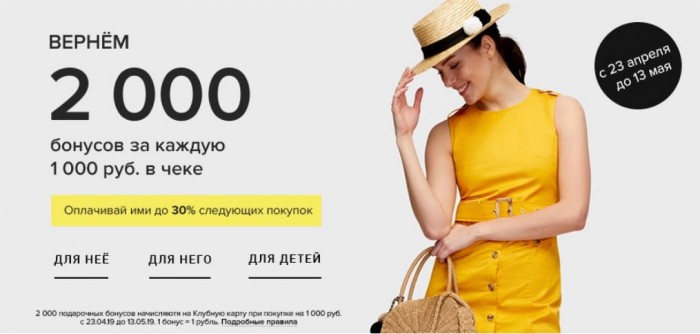 ВЕРНЁМ
2 000
бонусов за каждую
1 000 руб. в чеке
Оплачивай ими до 30% следующих покупок
ДЛЯ НЕЁ
ДЛЯ НЕГО
ДЛЯ ДЕТЕЙ
2 000 подарочных бонусов начисляютя на Клубную карту при покупке на 1 000 руб.
с 23.04.19 до 13.05.19. 1 бонус = 1 рубль. Подробные правила
с 23 апреля
до 13 мая